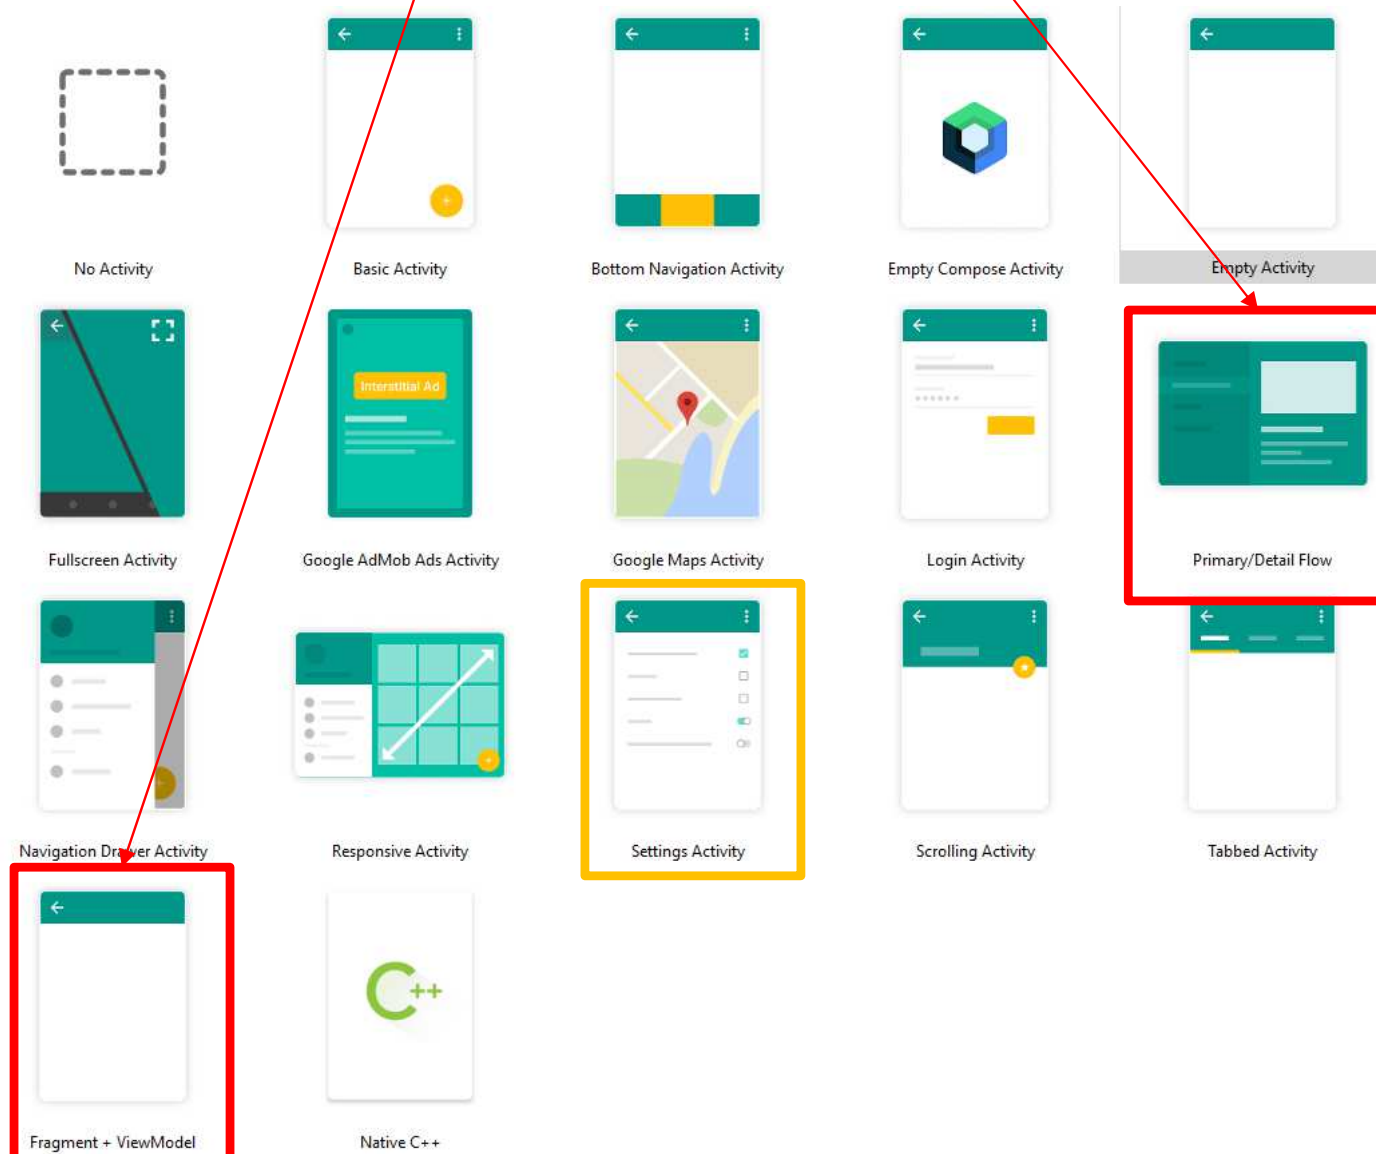 No Activity
Basic Activity
Bottom Navigation Activity
Empty Compose Activity
Empty Activity
Interstitial Ad
Fullscreen Activity
Google AdMob Ads Activity
Google Maps Activity
Login Activity
Primary/Detail Flow
Navigation Drawer Activity
Responsive Activity
Settings Activity
Scrolling Activity
Tabbed Activity
C++
Fragment + ViewModel
Native C++